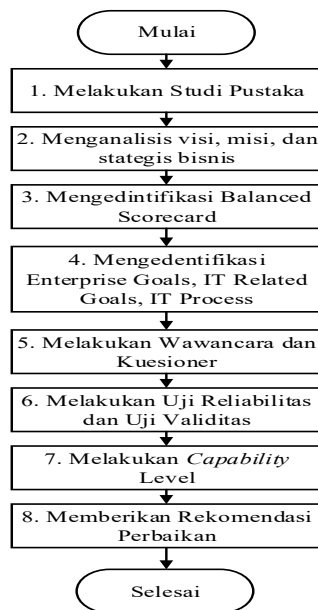 Mulai
1. Melakukan Studi Pustaka
2. Menganalisis visi, misi, dan
stategis bisnis
3. Mengedintifikasi Balanced
Scorecard
4. Mengedentifikasi
Enterprise Goals, IT Related
Goals, IT Process
5. Melakukan Wawancara dan
Kuesioner
6. Melakukan Uji Reliabilitas
dan Uji Validitas
7. Melakukan Capability
Level
8. Memberikan Rekomendasi
Perbaikan
Selesai